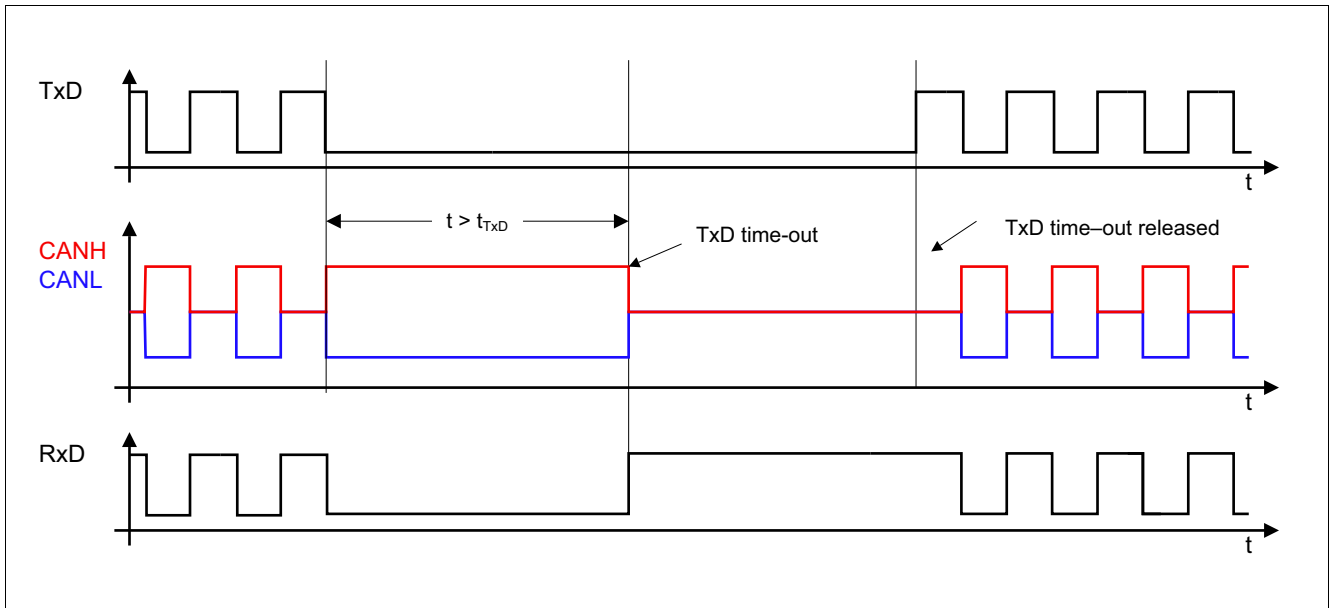 TxD
t
t > tTxD
TxD time-out
TxD time–out released
CANH
CANL
t
RxD
t